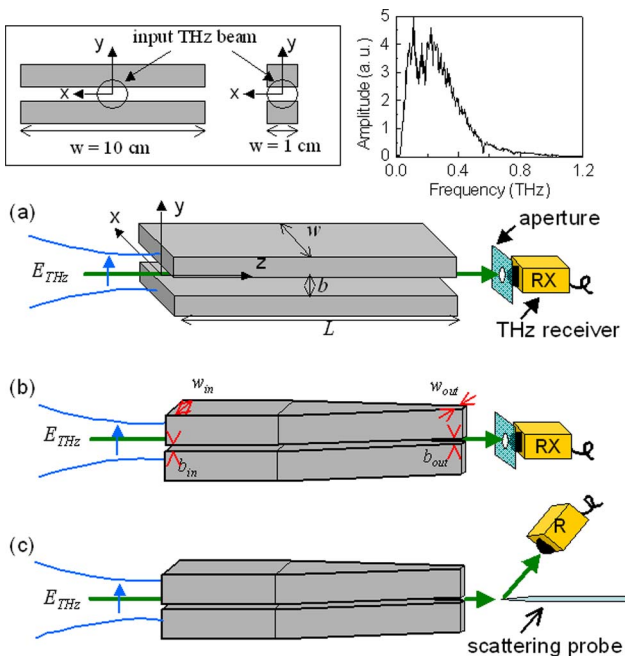 y
input THz beam
y
x
x
w = 10 cm
w = 1 cm
Amplitude (a. u.)
5
4
3
2
1
0
0.0
0.4
0.8
1.2
Frequency (THz)
(a)
x
y
w
aperture
E_THz
z
b
RX
L
THz receiver
(b)
w_in
w_out
E_THz
b_in
b_out
RX
(c)
R
E_THz
scattering probe